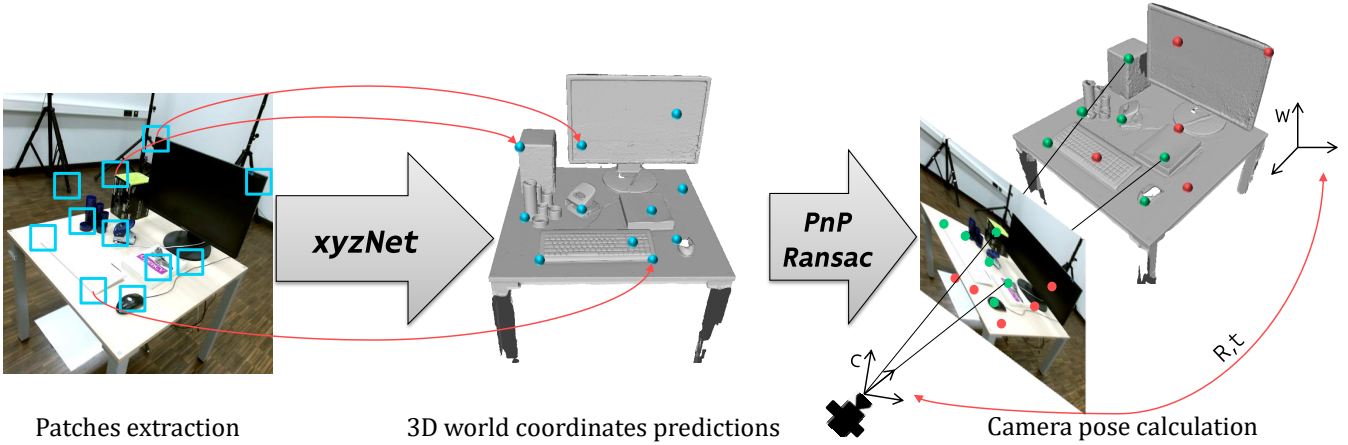 xyzNet
PnP
Ransac
W
C
R,t
Patches extraction
3D world coordinates predictions
Camera pose calculation